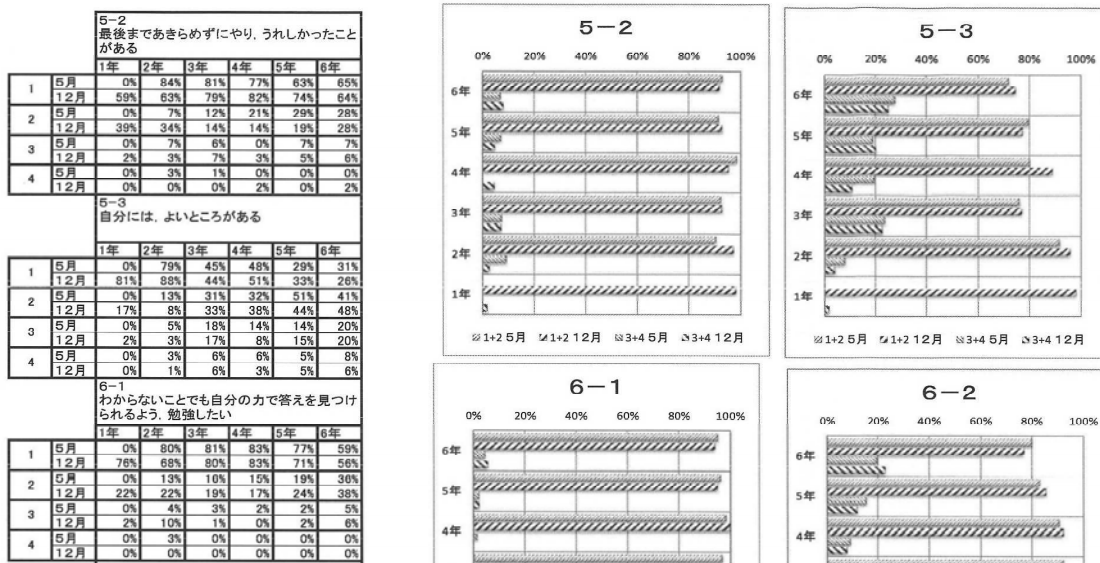 5-2
最後まであきらめずにやり，うれしかったこと
がある
1年 2年 3年 4年 5年 6年
1 5月 0% 84% 81% 77% 63% 65%
12月 59% 63% 79% 82% 74% 64%
2 5月 0% 7% 12% 21% 29% 28%
12月 39% 34% 14% 14% 19% 28%
3 5月 0% 7% 6% 0% 7% 7%
12月 2% 3% 7% 3% 5% 6%
4 5月 0% 3% 1% 0% 0% 0%
12月 0% 0% 0% 2% 0% 2%
5-3
自分には，よいところがある
1年 2年 3年 4年 5年 6年
1 5月 0% 79% 45% 48% 29% 31%
12月 81% 88% 44% 51% 33% 26%
2 5月 0% 13% 31% 32% 51% 41%
12月 17% 8% 33% 38% 44% 48%
3 5月 0% 5% 18% 14% 14% 20%
12月 2% 3% 17% 8% 15% 20%
4 5月 0% 3% 6% 6% 5% 8%
12月 0% 1% 6% 3% 5% 6%
6-1
わからないことでも自分の力で答えを見つけ
られるよう，勉強したい
1年 2年 3年 4年 5年 6年
1 5月 0% 80% 81% 83% 77% 59%
12月 76% 68% 80% 83% 71% 56%
2 5月 0% 13% 10% 15% 19% 36%
12月 22% 22% 19% 17% 24% 38%
3 5月 0% 4% 3% 2% 2% 5%
12月 2% 10% 1% 0% 2% 6%
4 5月 0% 3% 0% 0% 0% 0%
12月 0% 0% 0% 0% 0% 0%
5-2
0% 20% 40% 60% 80% 100%
6年
5年
4年
3年
2年
1年
1+2 5月 1+2 12月 3+4 5月 3+4 12月
5-3
0% 20% 40% 60% 80% 100%
6年
5年
4年
3年
2年
1年
1+2 5月 1+2 12月 3+4 5月 3+4 12月
6-1
0% 20% 40% 60% 80% 100%
6年
5年
4年
6-2
0% 20% 40% 60% 80% 100%
6年
5年
4年